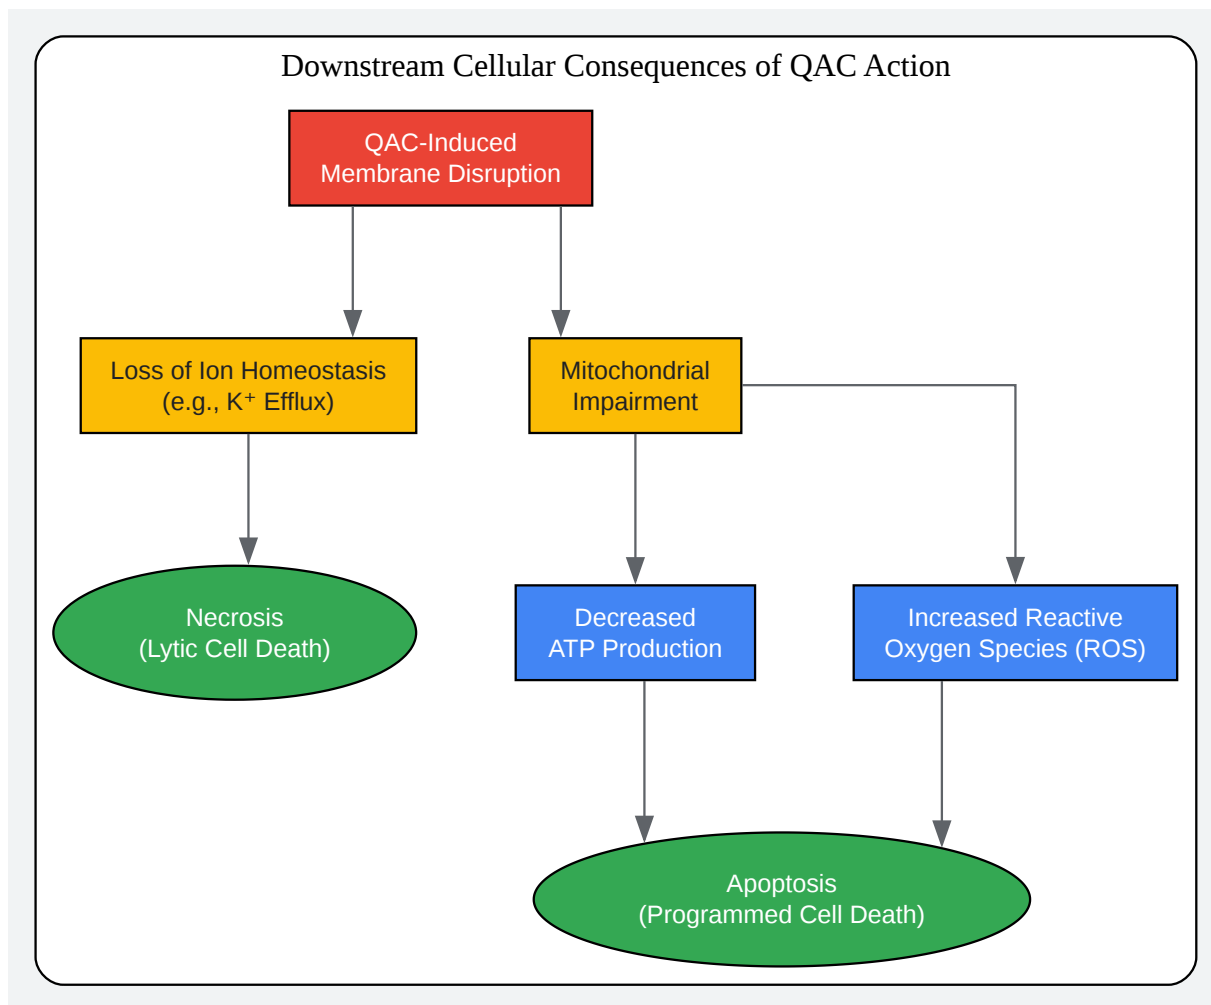 Downstream Cellular Consequences of QAC Action
QAC-Induced
Membrane Disruption
Loss of Ion Homeostasis
(e.g., K⁺ Efflux)
Mitochondrial
Impairment
Necrosis
(Lytic Cell Death)
Decreased
ATP Production
Increased Reactive
Oxygen Species (ROS)
Apoptosis
(Programmed Cell Death)